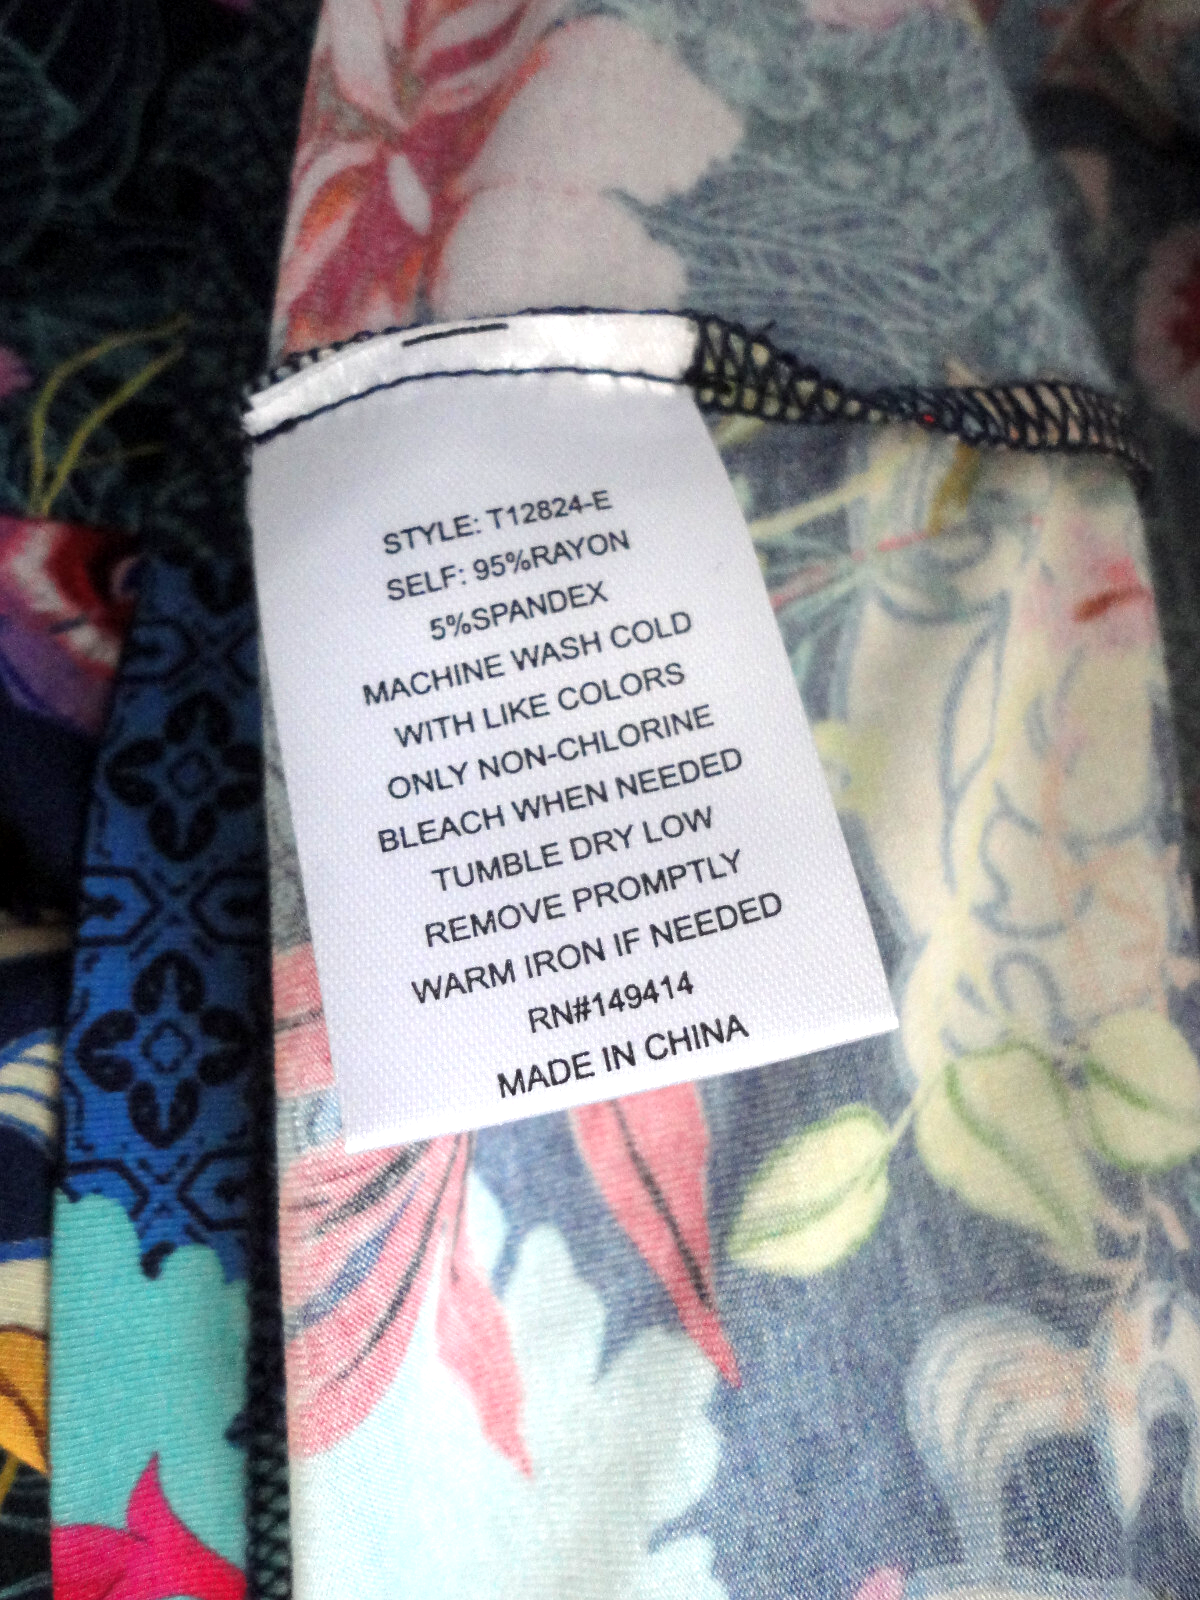 STYLE: T12824-E
SELF: 95%RAYON
5%SPANDEX
MACHINE WASH COLD
WITH LIKE COLORS
ONLY NON-CHLORINE
BLEACH WHEN NEEDED
TUMBLE DRY LOW
REMOVE PROMPTLY
WARM IRON IF NEEDED
RN#149414
MADE IN CHINA